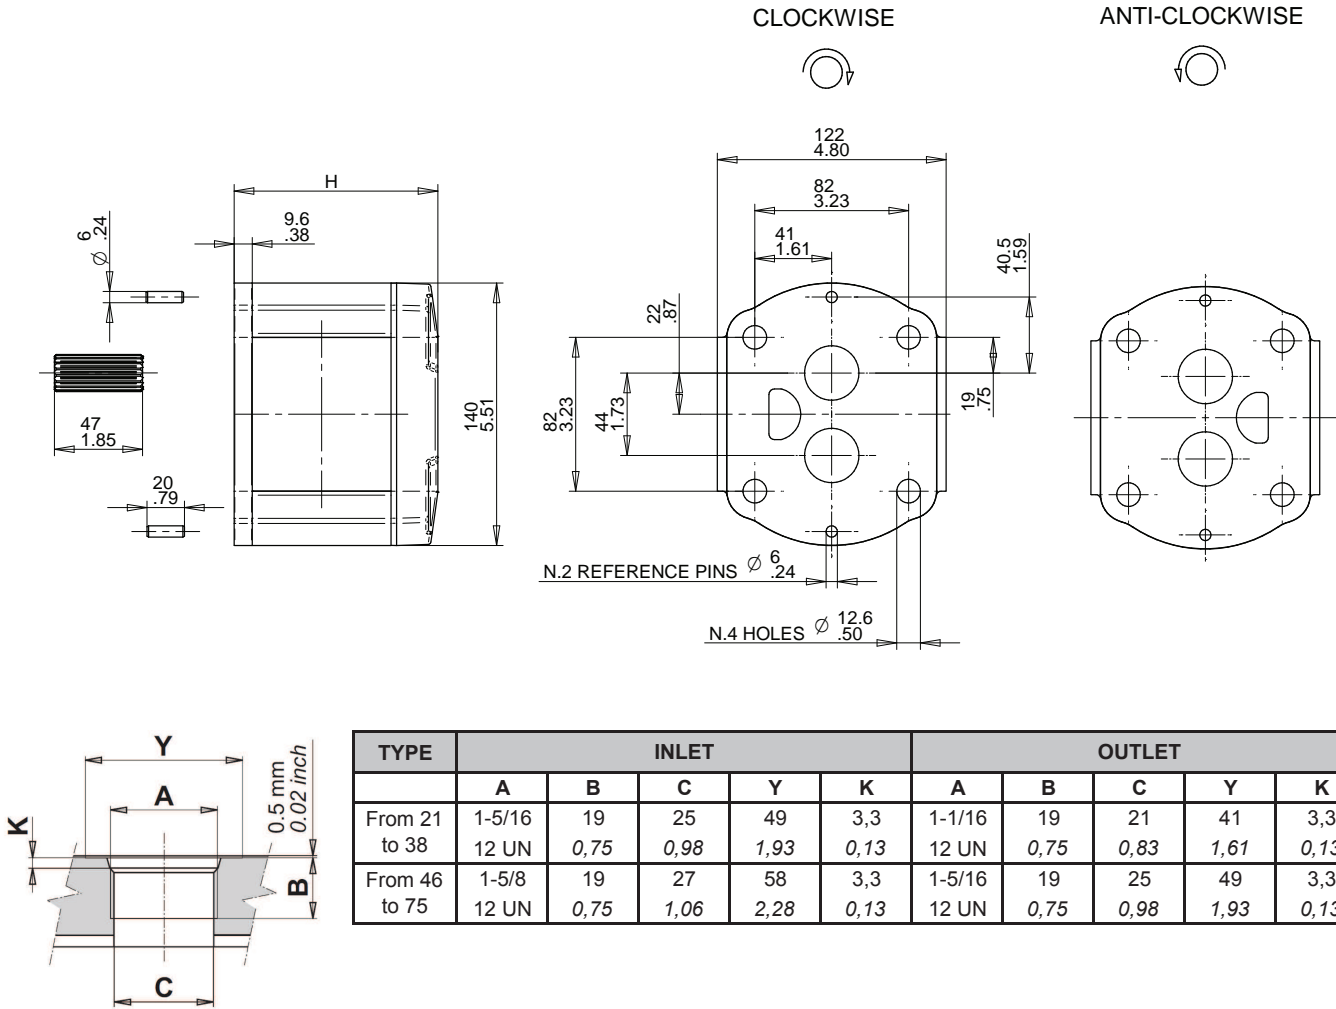 CLOCKWISE
ANTI-CLOCKWISE
122
4.80
H
82
3.23
9.6
.38
6
Ø .24
41
1.61
40.5
1.59
22
.87
47
1.85
140
5.51
82
3.23
44
1.73
19
.75
20
.79
N.2 REFERENCE PINS Ø 6
.24
N.4 HOLES Ø 12.6
.50
Y
A
K
0.5 mm
0.02 inch
B
C
TYPE INLET OUTLET
A B C Y K A B C Y K
From 21 1-5/16 19 25 49 3,3 1-1/16 19 21 41 3,3
to 38 12 UN 0,75 0,98 1,93 0,13 12 UN 0,75 0,83 1,61 0,13
From 46 1-5/8 19 27 58 3,3 1-5/16 19 25 49 3,3
to 75 12 UN 0,75 1,06 2,28 0,13 12 UN 0,75 0,98 1,93 0,13